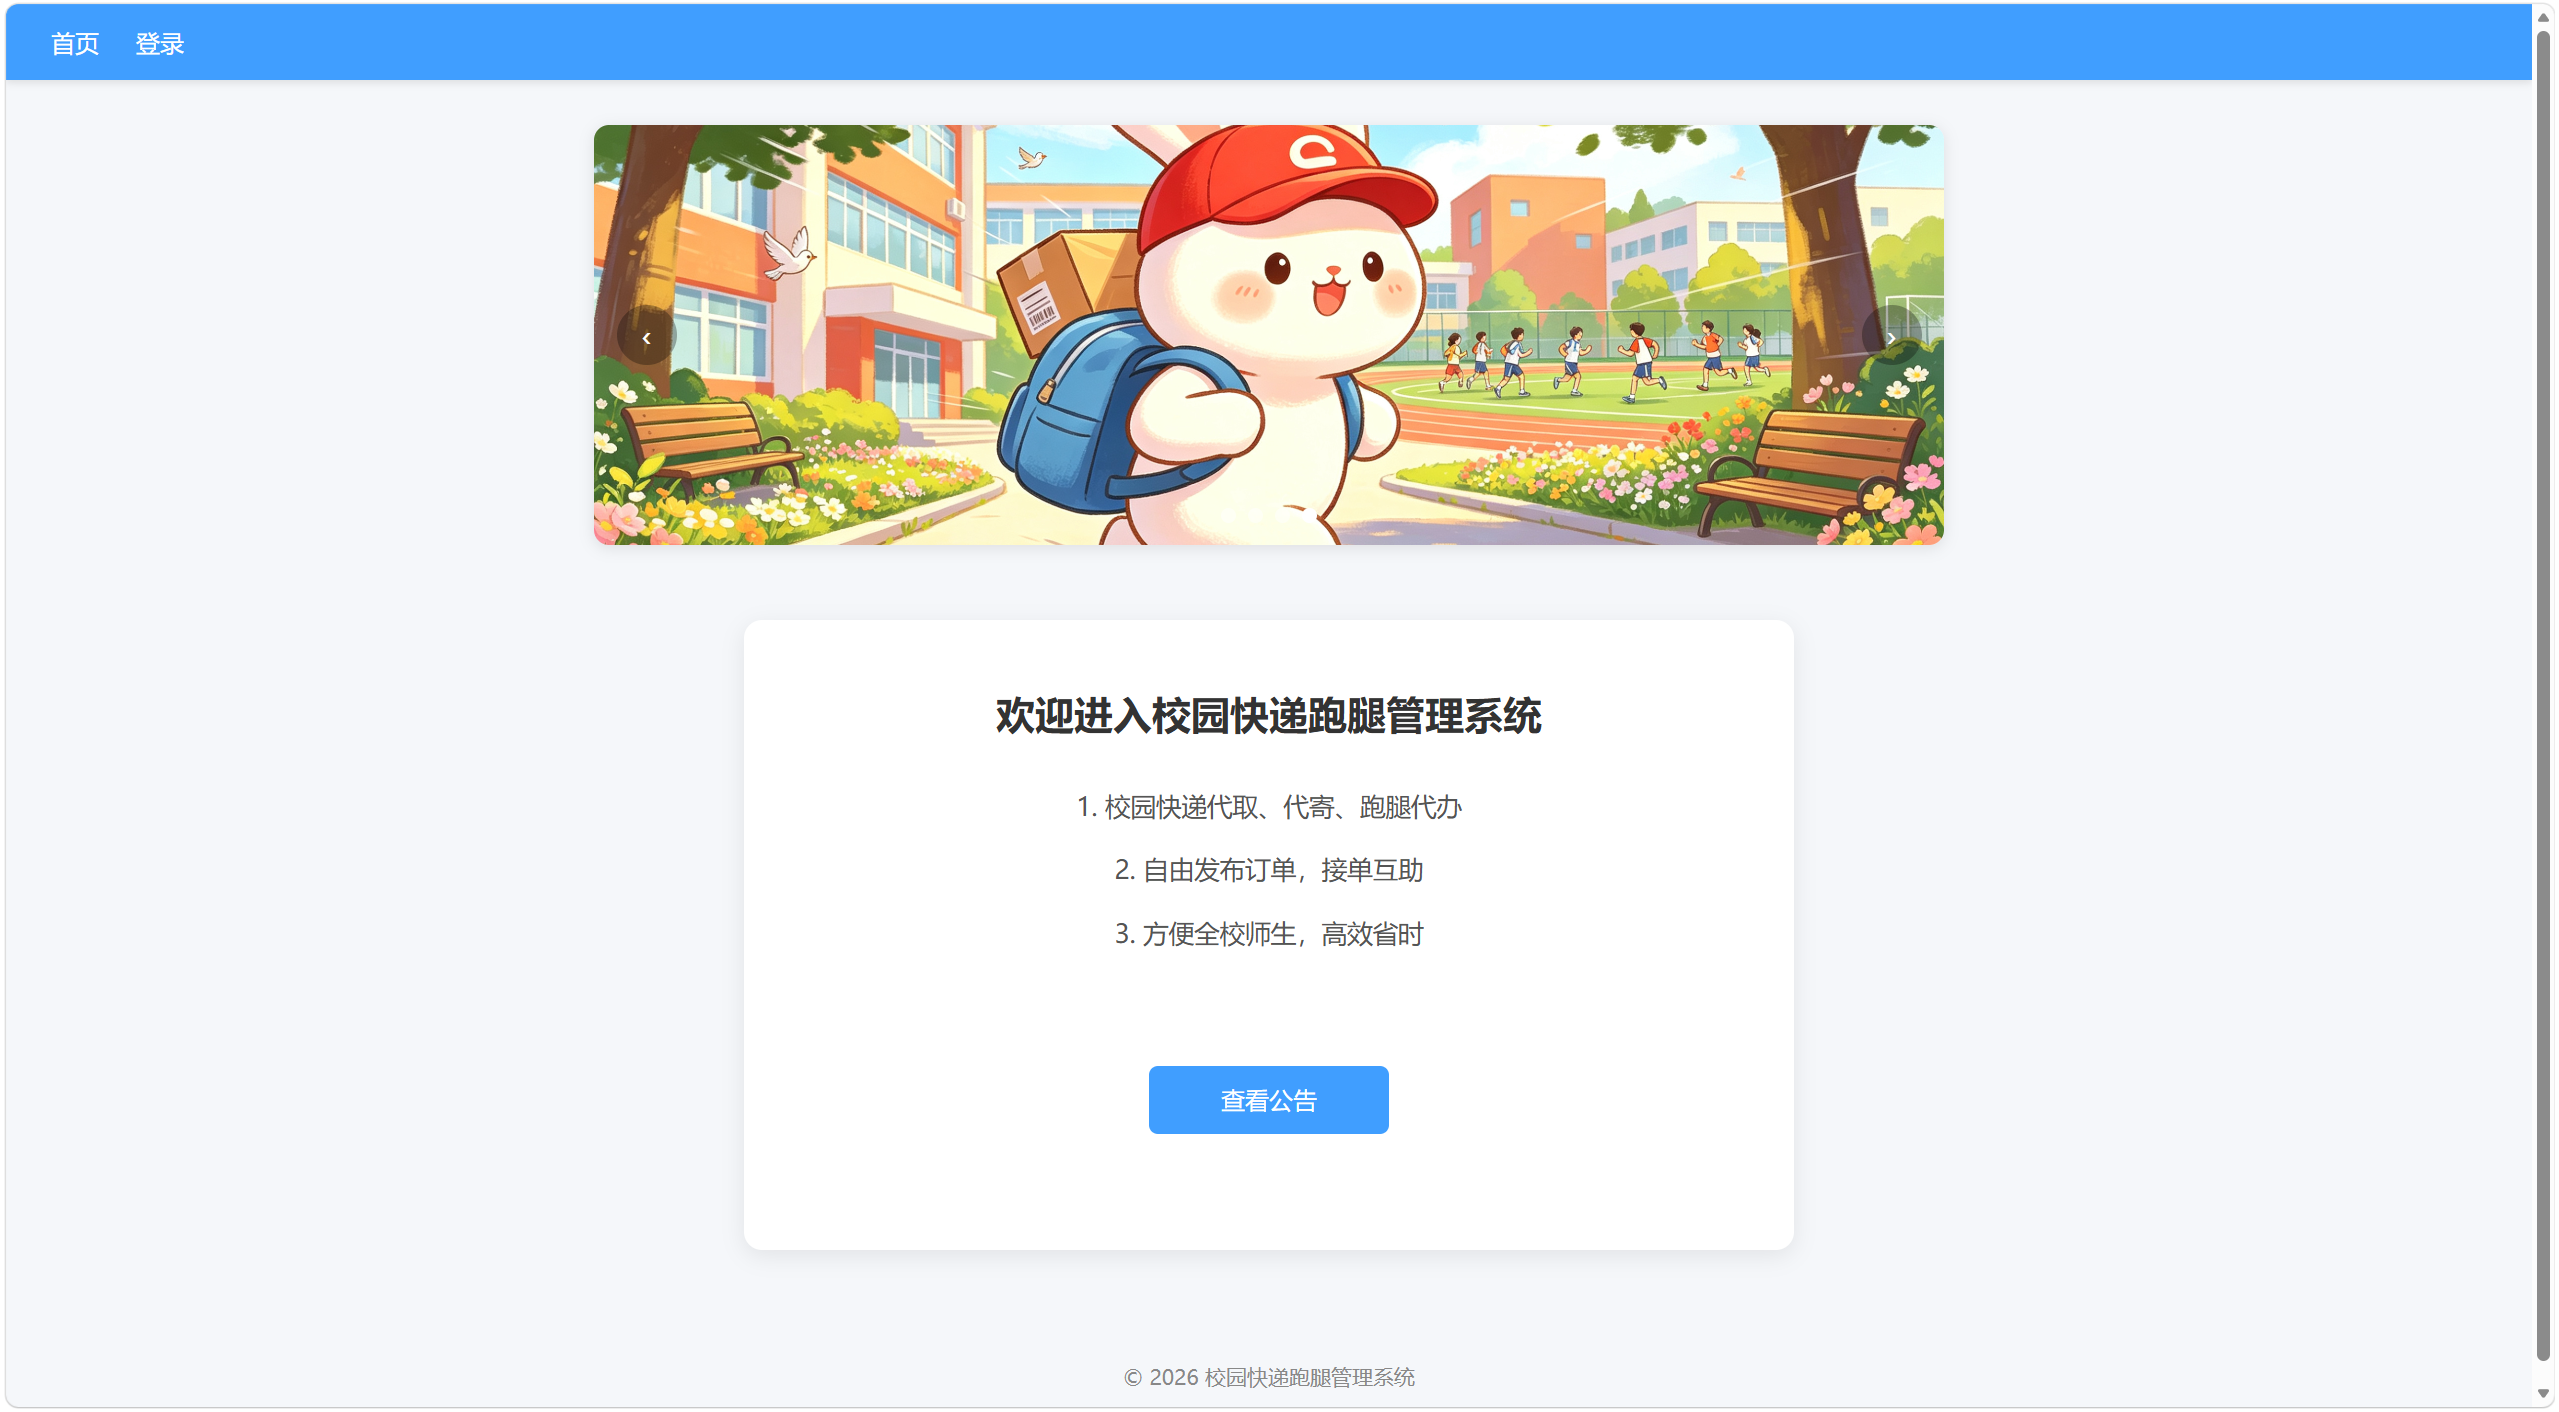 首页 登录
‹ ›
欢迎进入校园快递跑腿管理系统
1. 校园快递代取、代寄、跑腿代办
2. 自由发布订单，接单互助
3. 方便全校师生，高效省时
查看公告
© 2026 校园快递跑腿管理系统